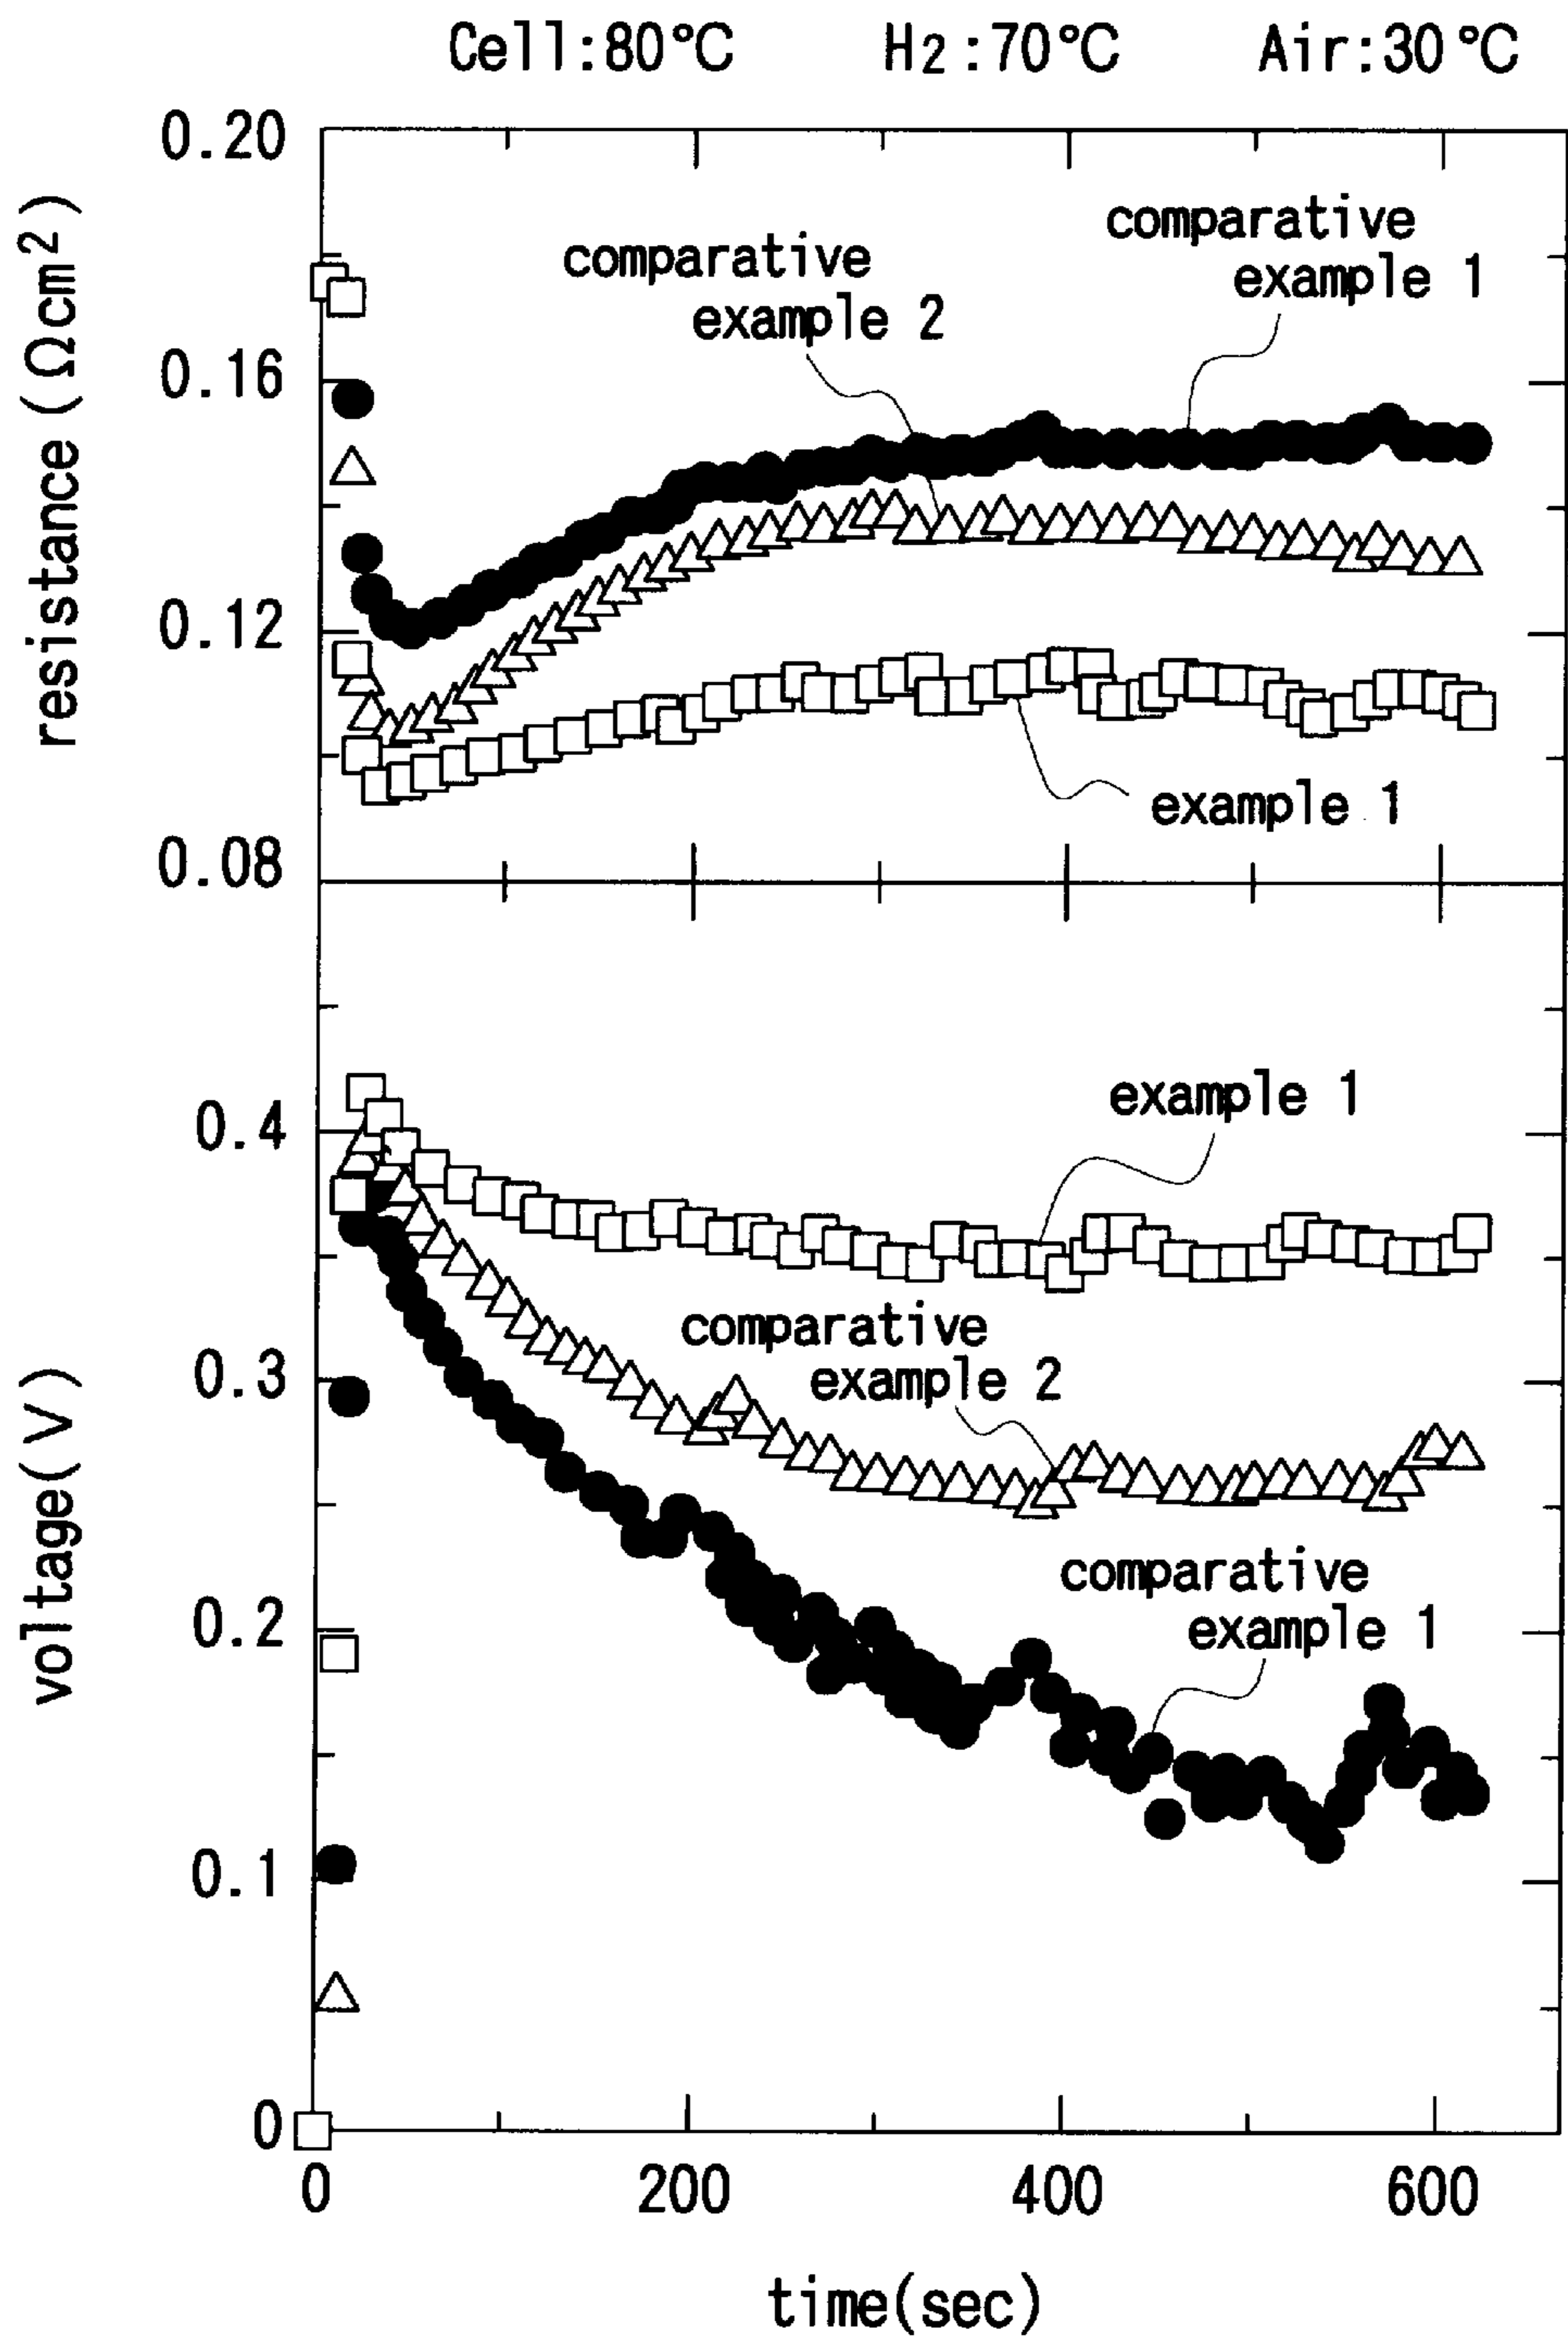 Cell:80°C H2:70°C Air:30°C
0.20
0.16
0.12
0.08
resistance(Ωcm²)
comparative
example 2
comparative
example 1
example 1
0.4
0.3
0.2
0.1
0
voltage(V)
example 1
comparative
example 2
comparative
example 1
0 200 400 600
time(sec)